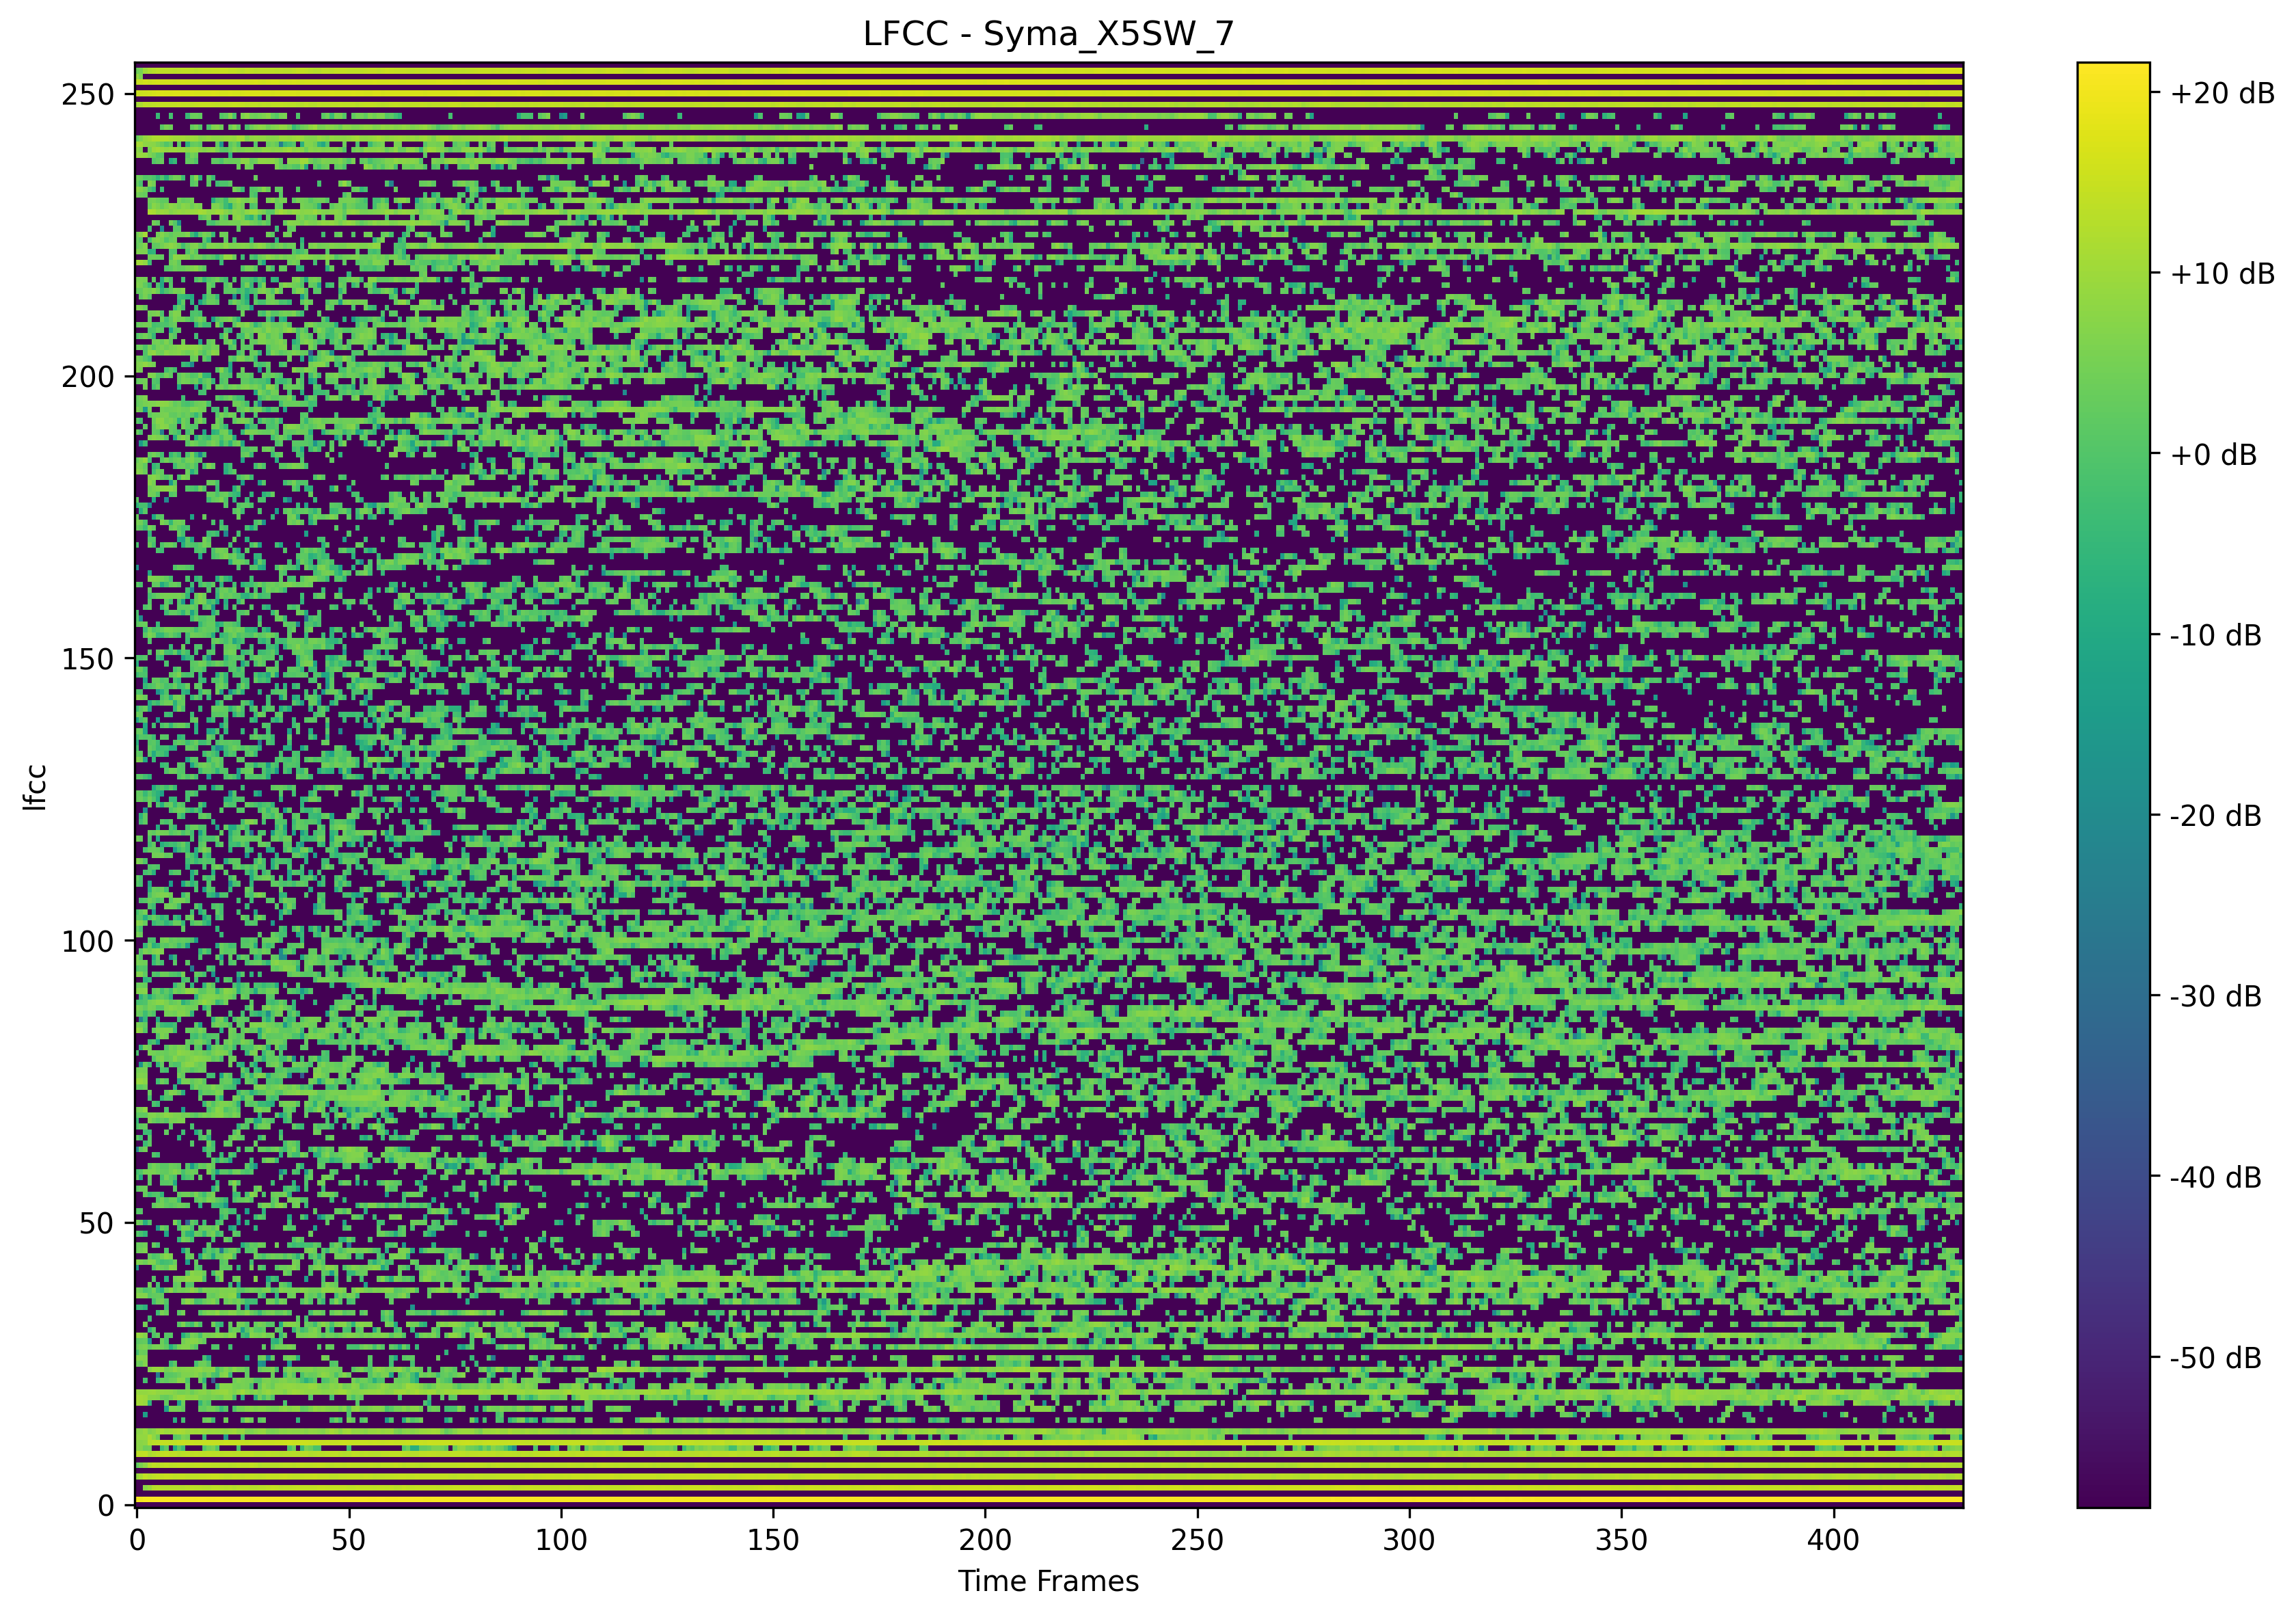 LFCC - Syma_X5SW_7
250
200
150
100
50
0
lfcc
0 50 100 150 200 250 300 350 400
Time Frames
+20 dB
+10 dB
+0 dB
-10 dB
-20 dB
-30 dB
-40 dB
-50 dB